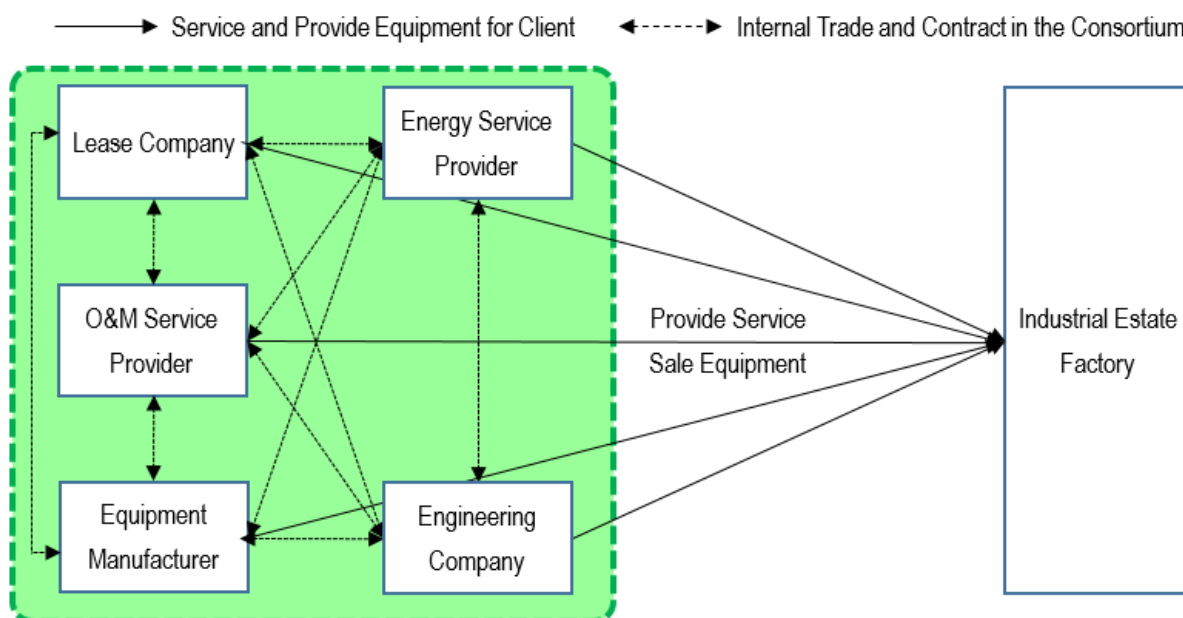 Service and Provide Equipment for Client
Internal Trade and Contract in the Consortium
Lease Company
Energy Service
Provider
O&M Service
Provider
Provide Service
Sale Equipment
Industrial Estate
Factory
Equipment
Manufacturer
Engineering
Company